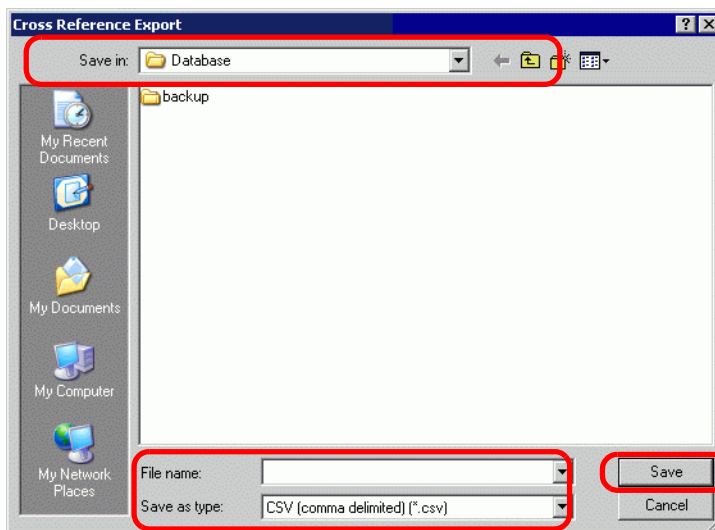 Cross Reference Export
Save in: Database
backup
My Recent
Documents
Desktop
My Documents
My Computer
My Network
Places
File name:
Save as type: CSV (comma delimited) (*.csv)
Save
Cancel